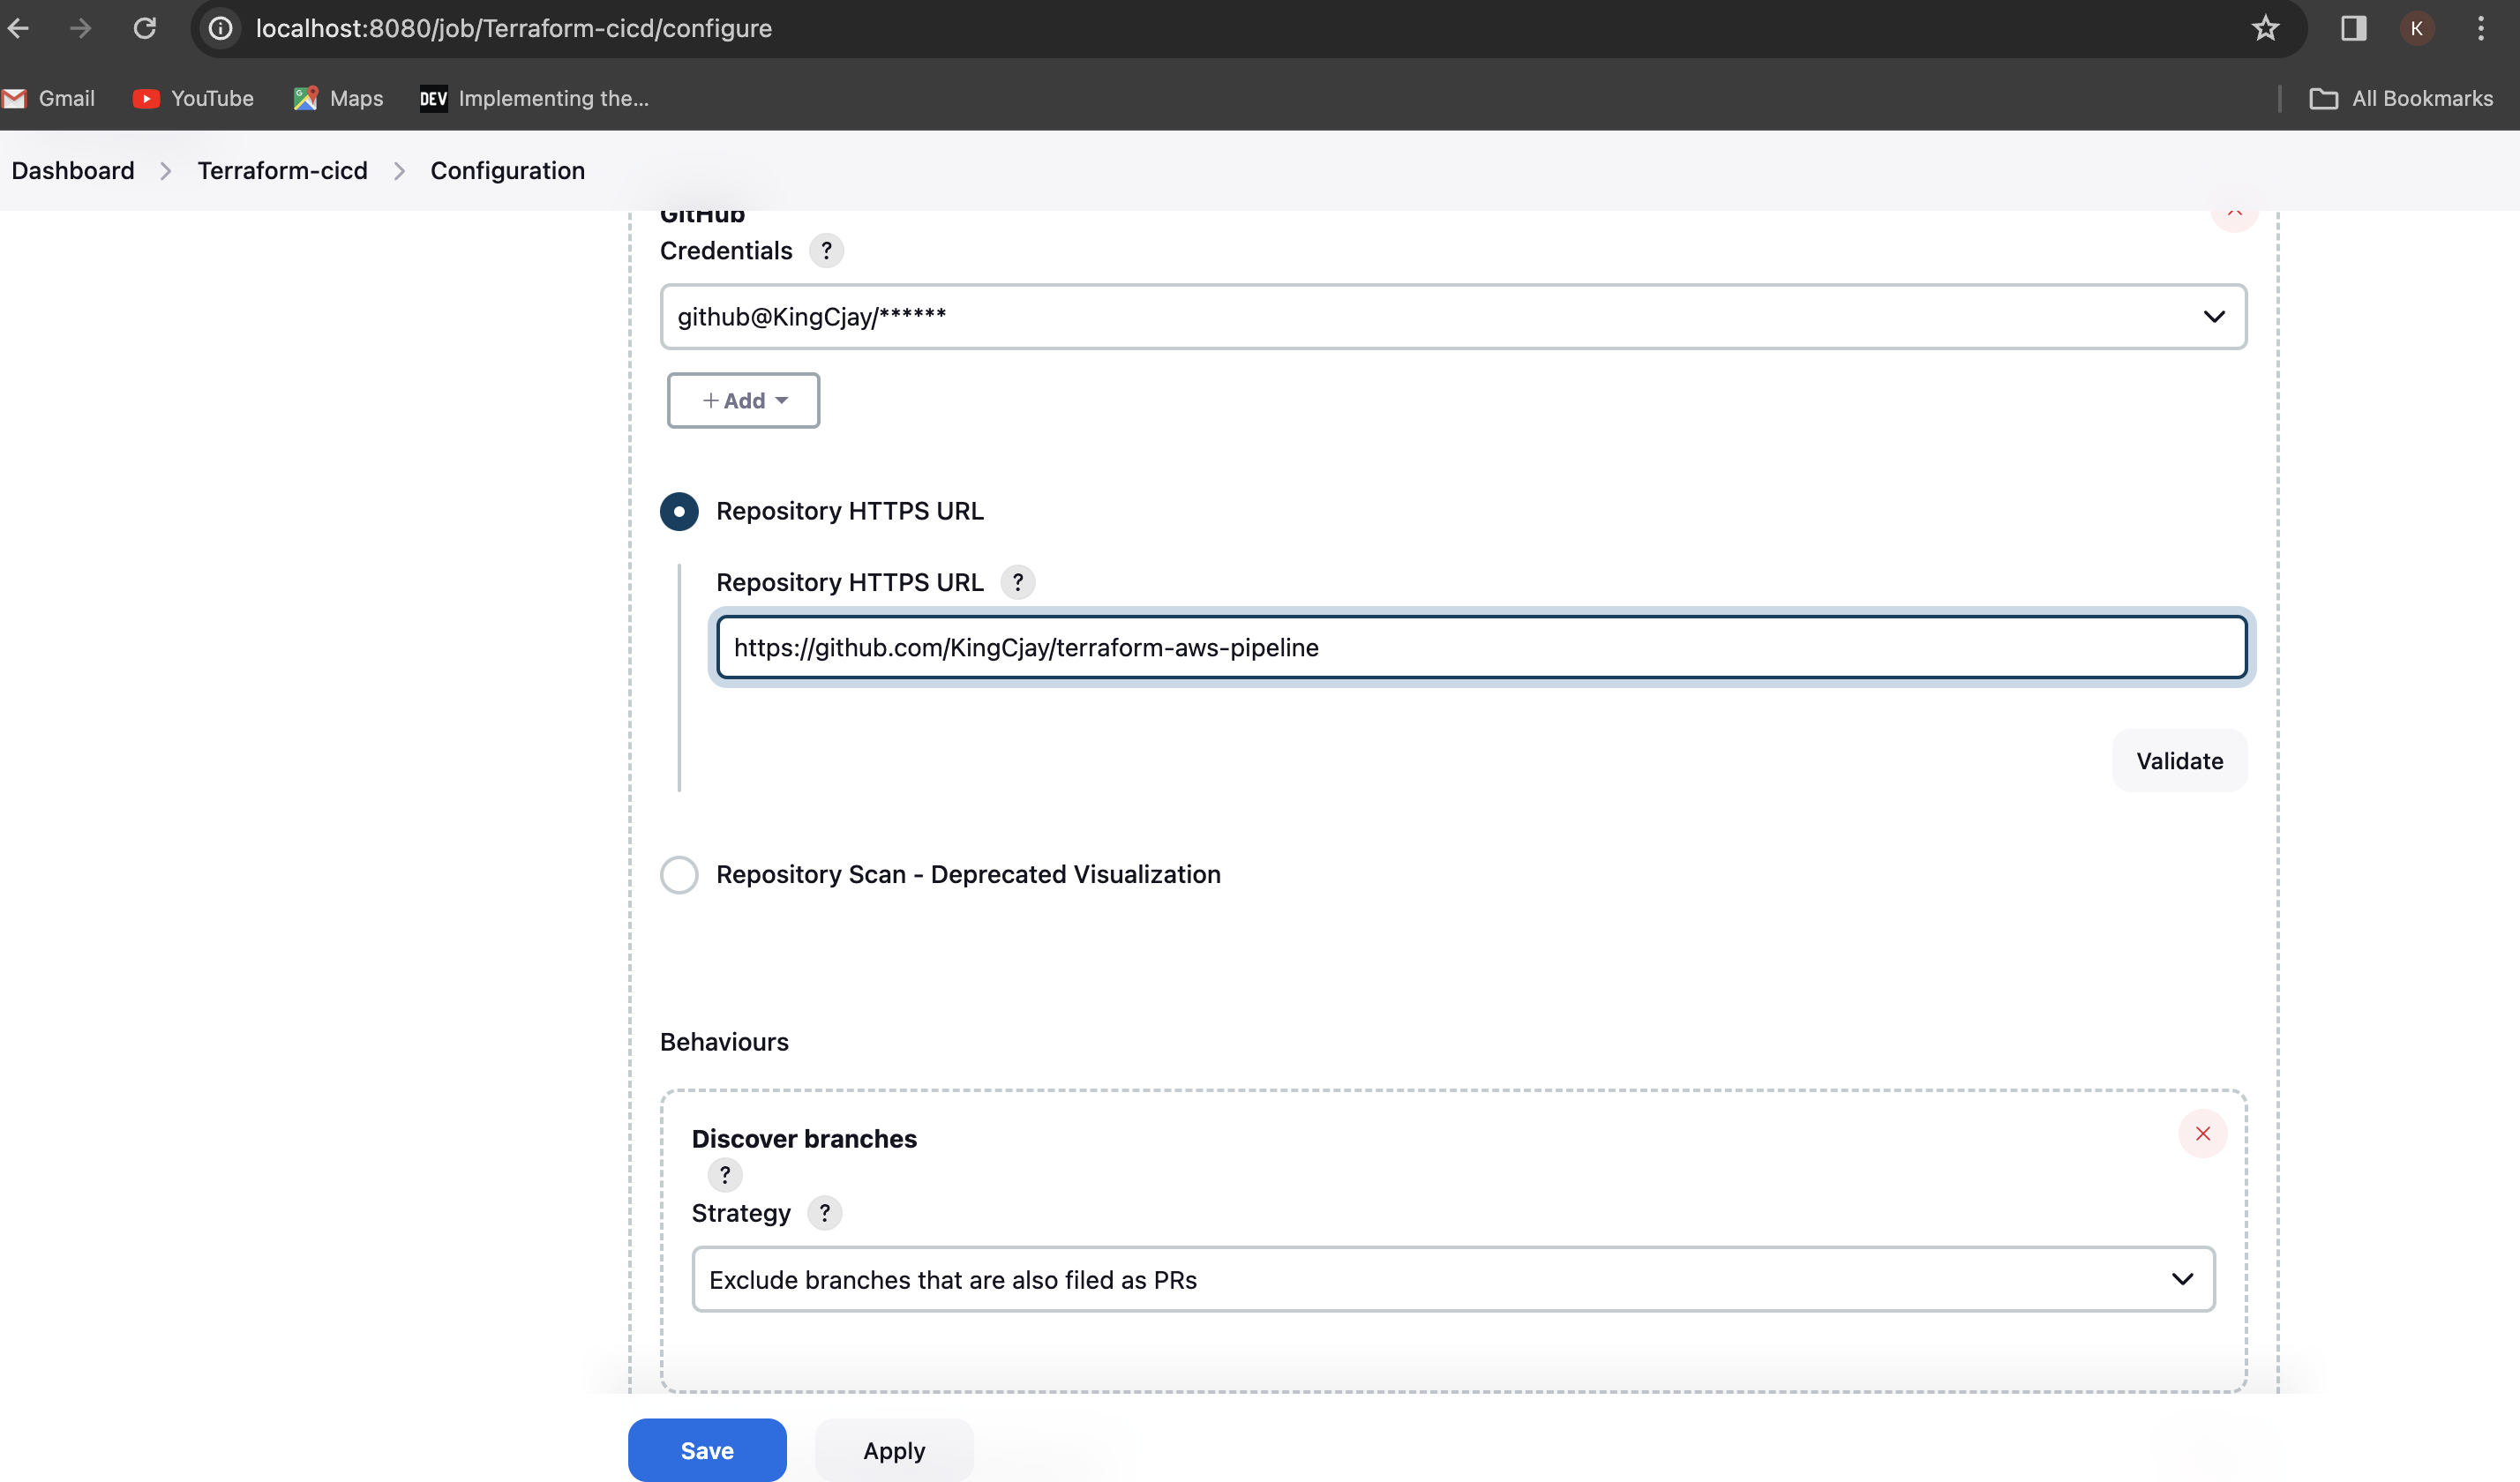 localhost:8080/job/Terraform-cicd/configure
K
Gmail
YouTube
Maps
DEV
Implementing the...
All Bookmarks
Dashboard
Terraform-cicd
Configuration
GitHub
Credentials ?
github@KingCjay/******
+ Add
Repository HTTPS URL
Repository HTTPS URL ?
https://github.com/KingCjay/terraform-aws-pipeline
Validate
Repository Scan - Deprecated Visualization
Behaviours
Discover branches
?
Strategy ?
Exclude branches that are also filed as PRs
Save
Apply